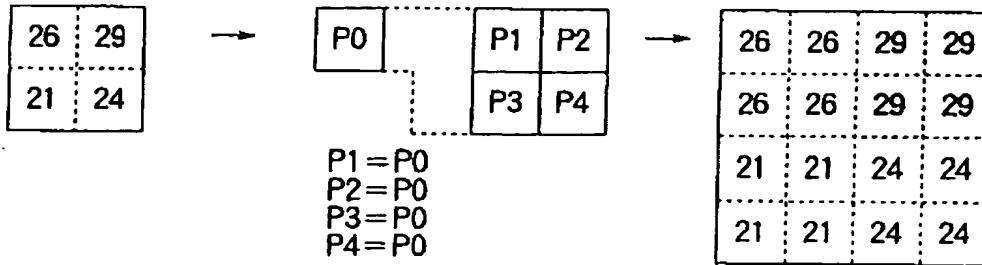 26 29
21 24
→
P0
P1 P2
P3 P4
P1=P0
P2=P0
P3=P0
P4=P0
→
26 26 29 29
26 26 29 29
21 21 24 24
21 21 24 24